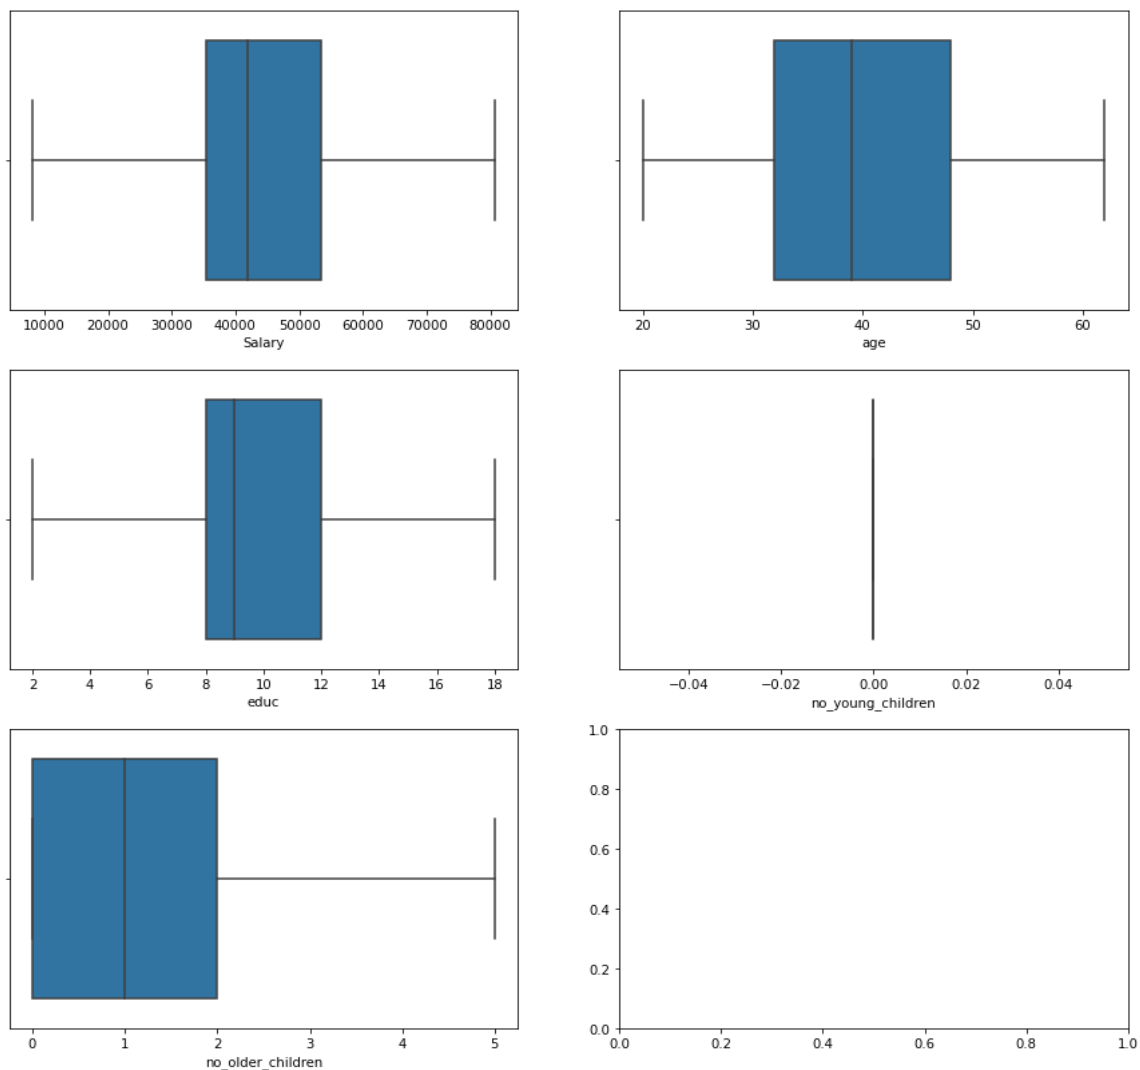 10000 20000 30000 40000 50000 60000 70000 80000
Salary
20 30 40 50 60
age
2 4 6 8 10 12 14 16 18
educ
−0.04 −0.02 0.00 0.02 0.04
no_young_children
0 1 2 3 4 5
no_older_children
1.0
0.8
0.6
0.4
0.2
0.0
0.0 0.2 0.4 0.6 0.8 1.0